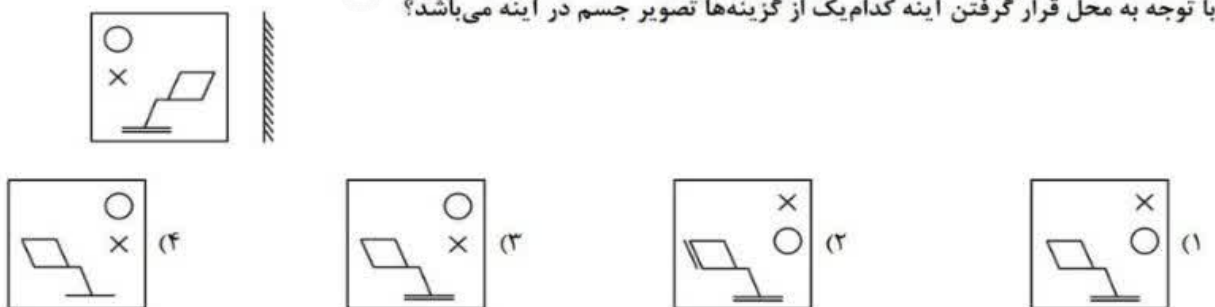 با توجه به محل قرار گرفتن آینه کدام‌یک از گزینه‌ها تصویر جسم در آینه می‌باشد؟
۱)
۲)
۳)
۴)